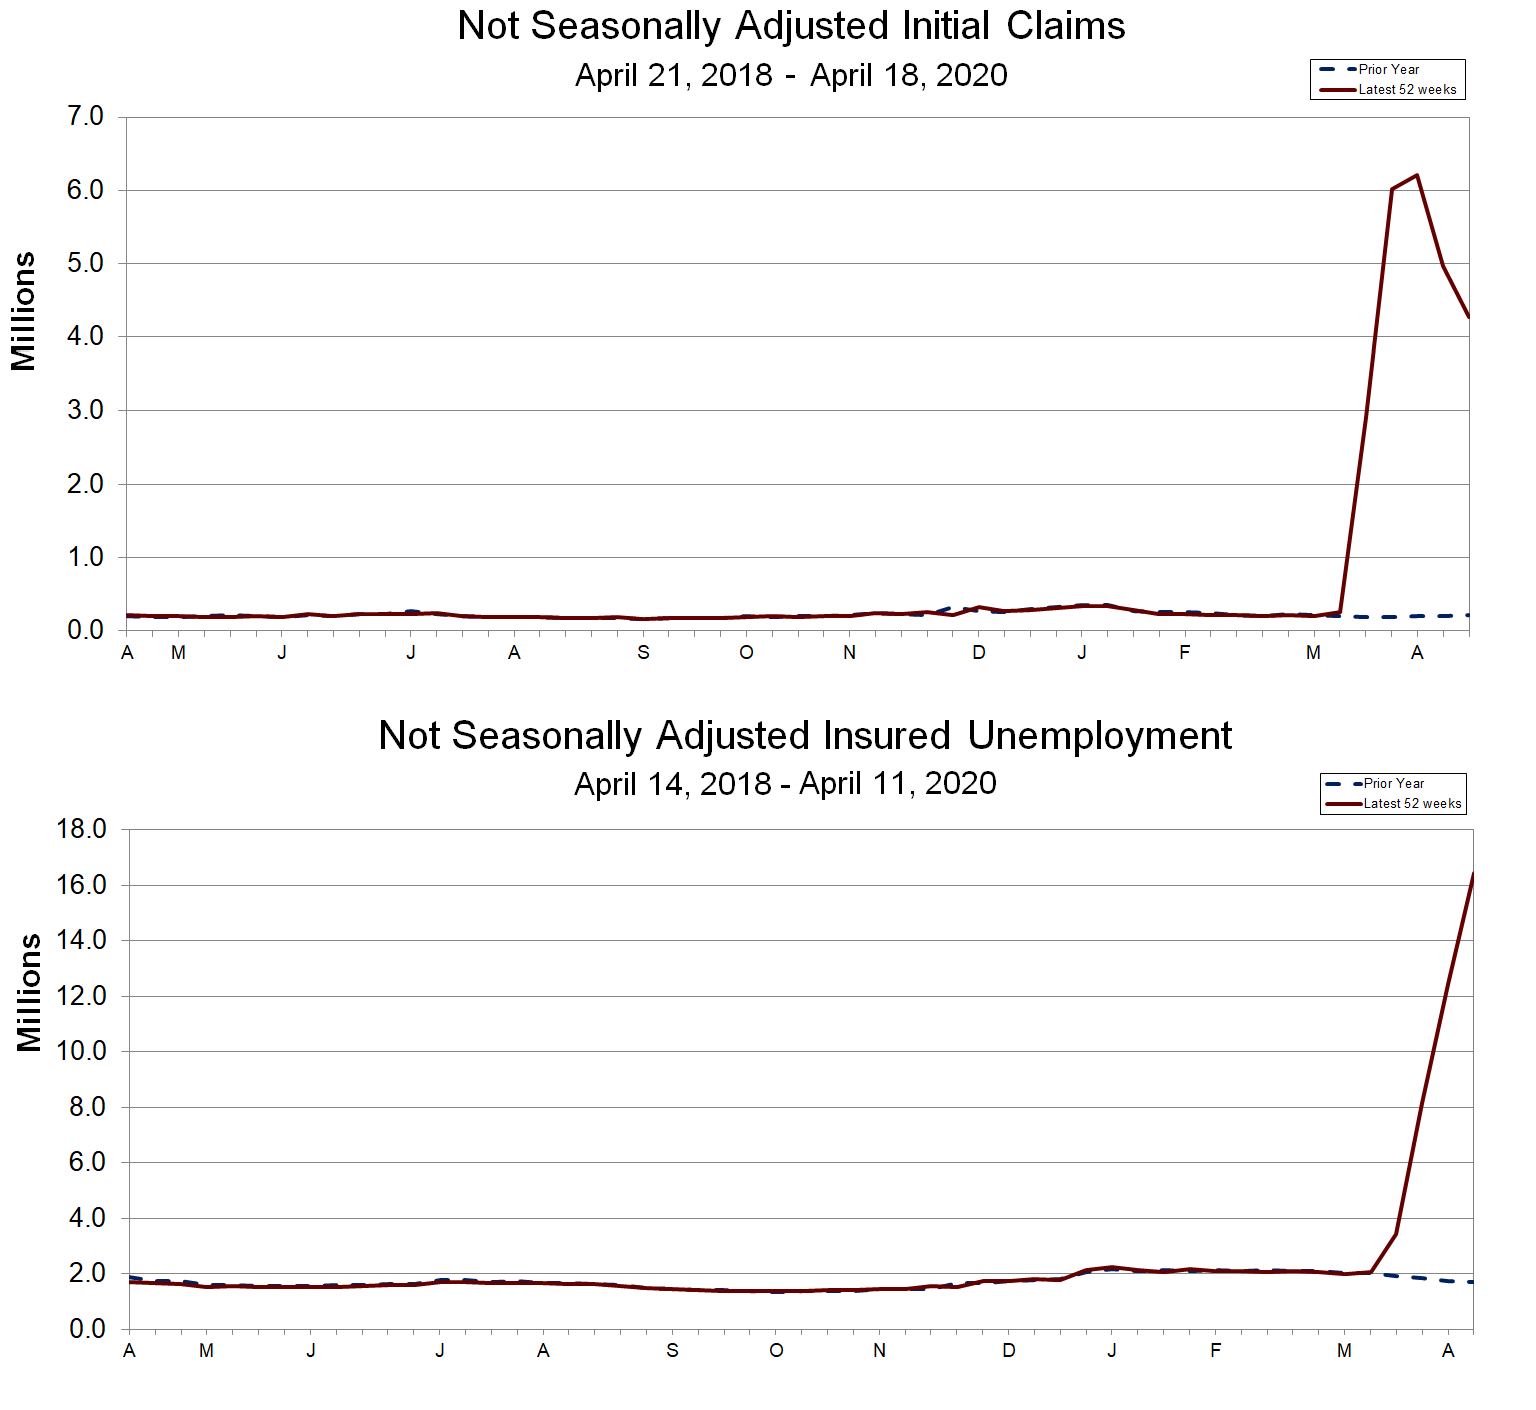 Not Seasonally Adjusted Initial Claims
April 21, 2018 - April 18, 2020
Prior Year
Latest 52 weeks
7.0
6.0
5.0
4.0
3.0
2.0
1.0
0.0
Millions
A M J J A S O N D J F M A
Not Seasonally Adjusted Insured Unemployment
April 14, 2018 - April 11, 2020
Prior Year
Latest 52 weeks
18.0
16.0
14.0
12.0
10.0
8.0
6.0
4.0
2.0
0.0
Millions
A M J J A S O N D J F M A